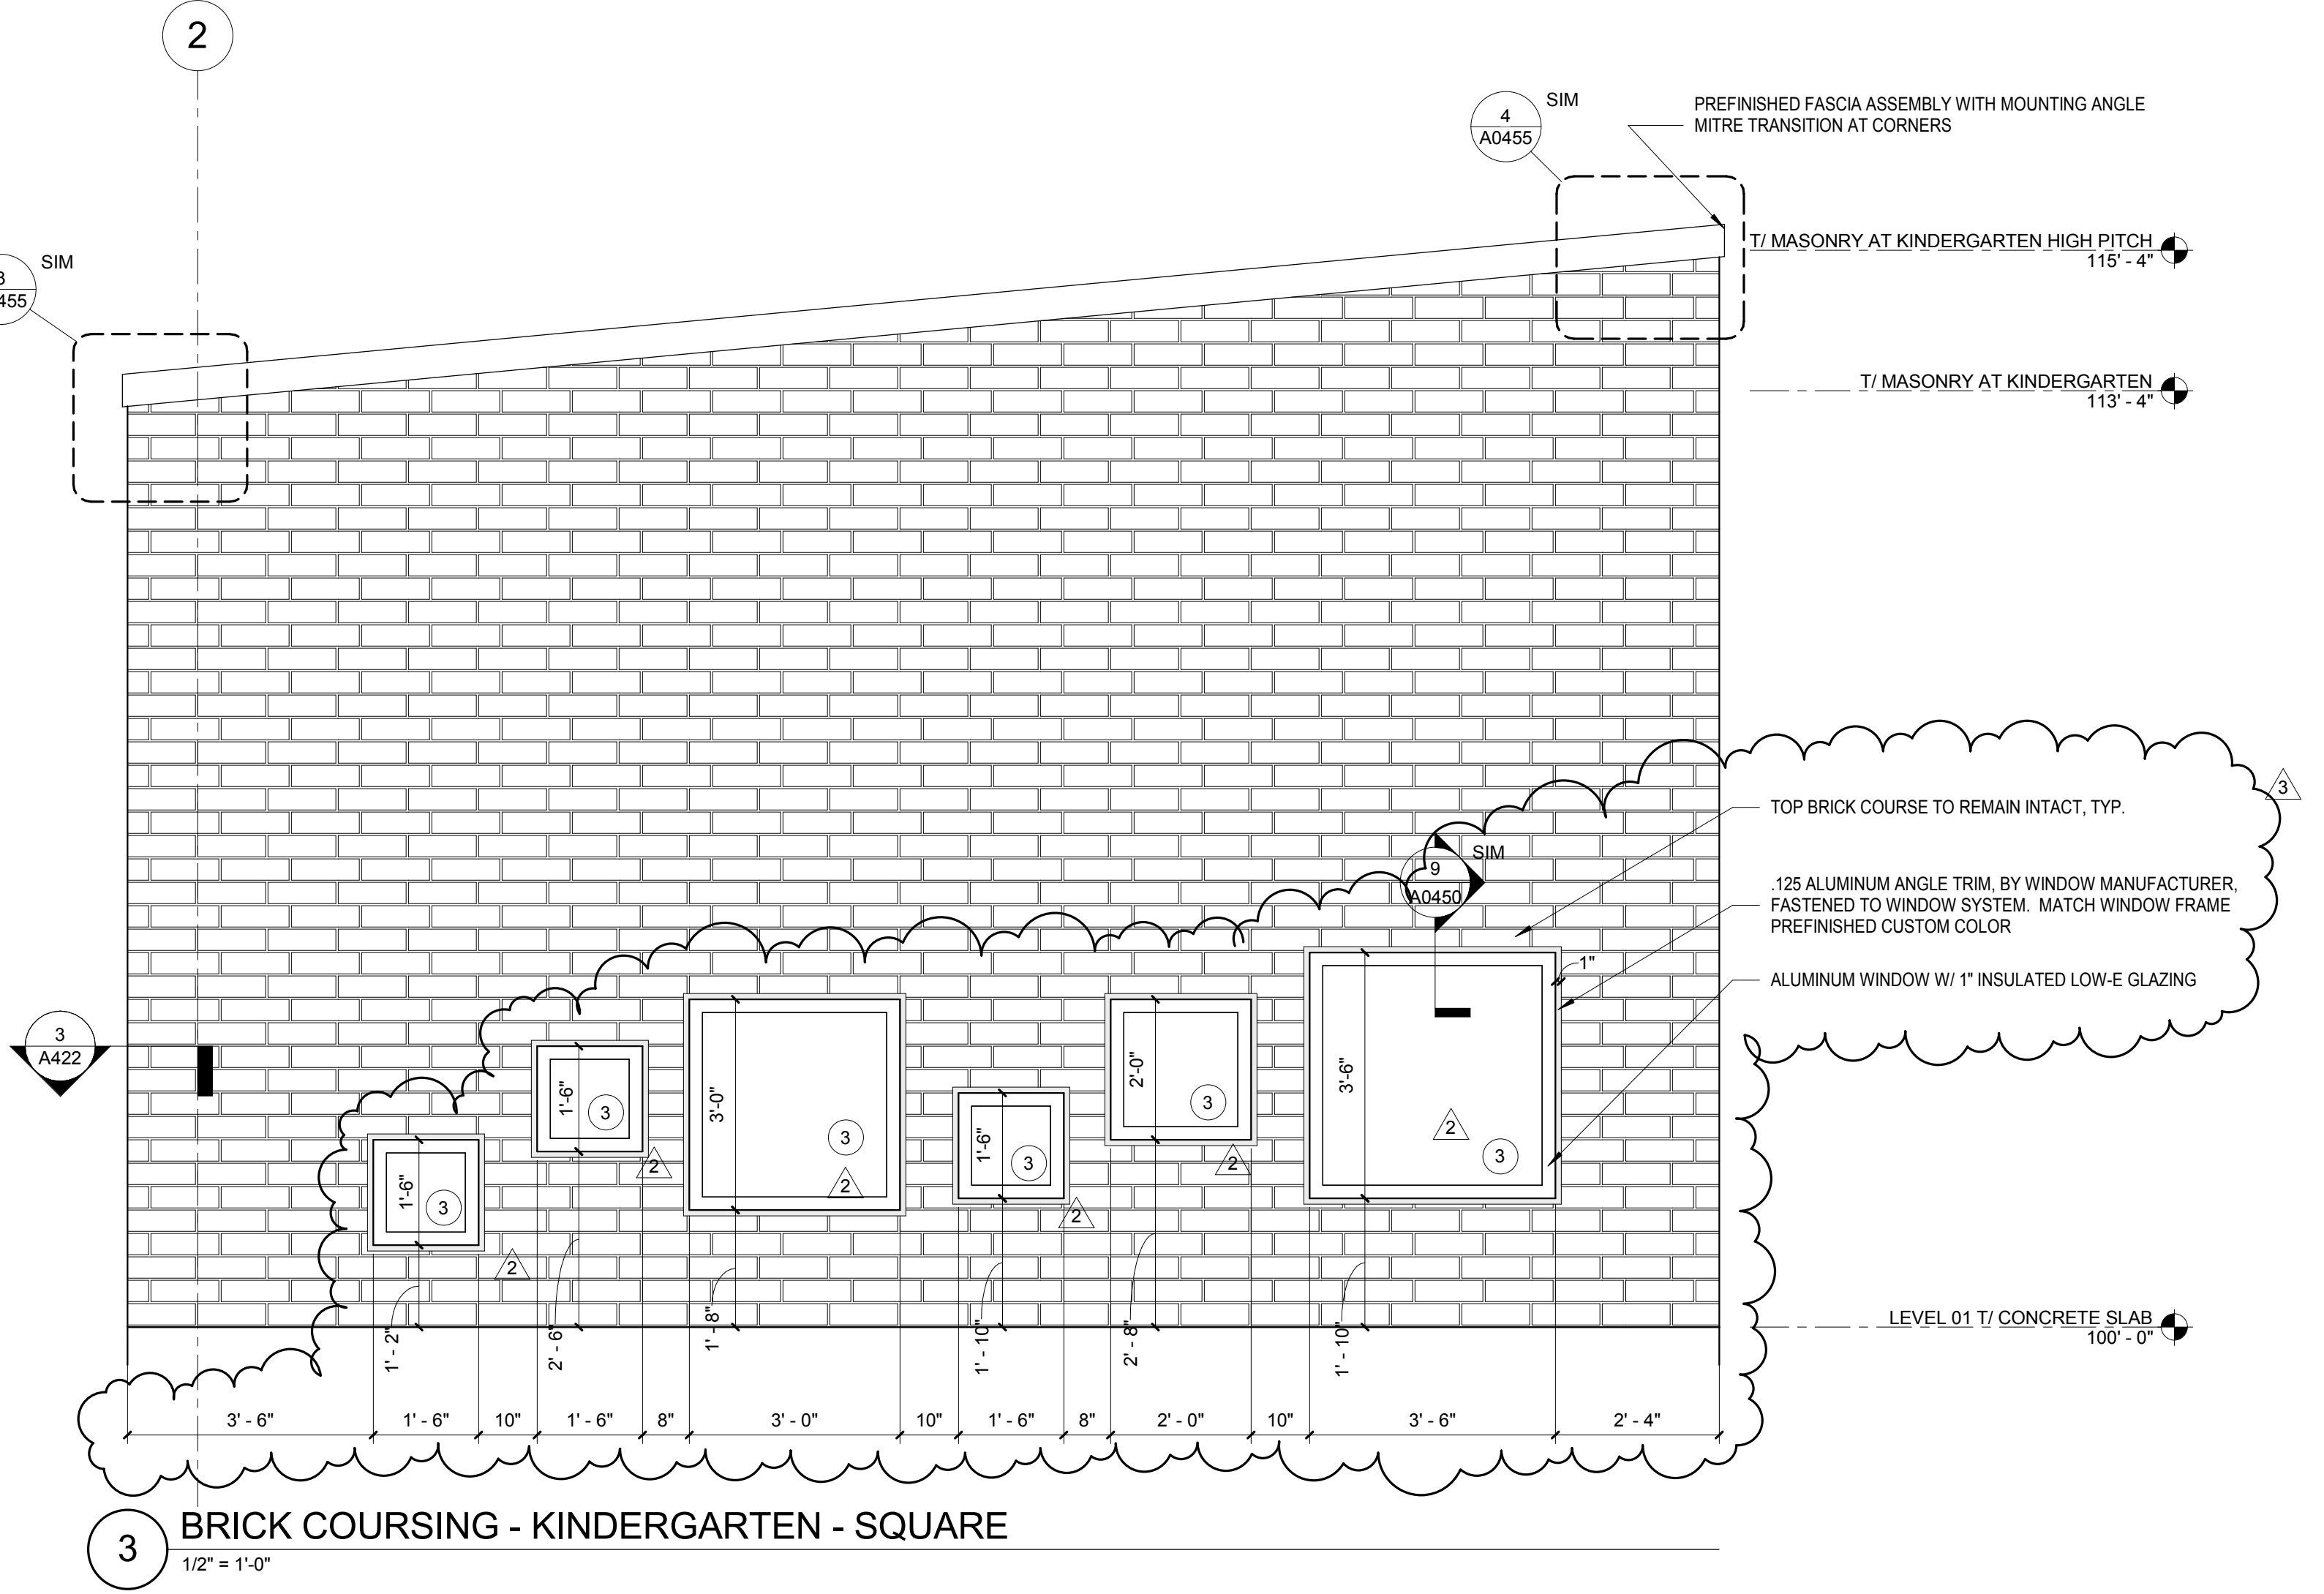 2
SIM
4
A0455
PREFINISHED FASCIA ASSEMBLY WITH MOUNTING ANGLE
MITRE TRANSITION AT CORNERS
T/ MASONRY AT KINDERGARTEN HIGH PITCH
115' - 4"
SIM
455
T/ MASONRY AT KINDERGARTEN
113' - 4"
3
TOP BRICK COURSE TO REMAIN INTACT, TYP.
SIM
9
A0450
.125 ALUMINUM ANGLE TRIM, BY WINDOW MANUFACTURER,
FASTENED TO WINDOW SYSTEM. MATCH WINDOW FRAME
PREFINISHED CUSTOM COLOR
1"
ALUMINUM WINDOW W/ 1" INSULATED LOW-E GLAZING
3
A422
1'-6"
3
2
1'-6"
3
2
3'-0"
3
2
1'-6"
3
2
2'-0"
3
2
3'-6"
2
3
LEVEL 01 T/ CONCRETE SLAB
100' - 0"
1' - 2"
2' - 6"
1' - 8"
1' - 10"
2' - 8"
1' - 10"
3' - 6"
1' - 6"
10"
1' - 6"
8"
3' - 0"
10"
1' - 6"
8"
2' - 0"
10"
3' - 6"
2' - 4"
3
BRICK COURSING - KINDERGARTEN - SQUARE
1/2" = 1'-0"